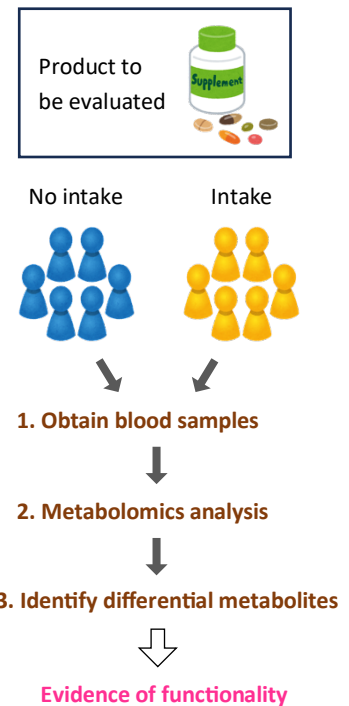 Product to
be evaluated
Supplement
No intake
Intake
1. Obtain blood samples
2. Metabolomics analysis
3. Identify differential metabolites
Evidence of functionality